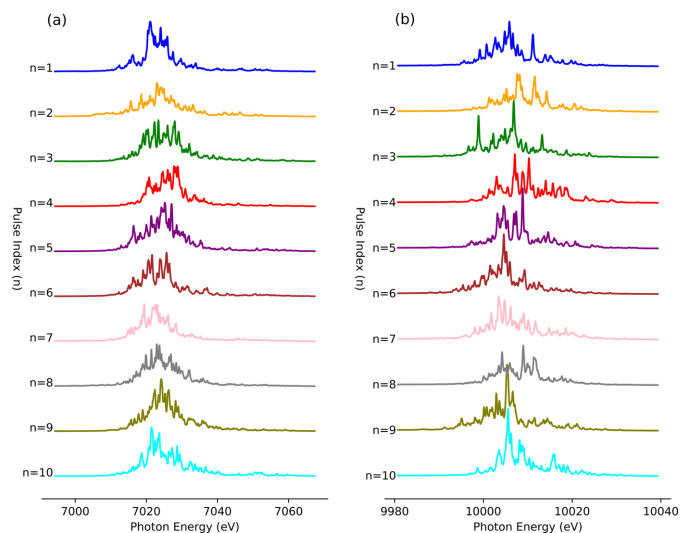 (a)
n=1
n=2
n=3
n=4
n=5
n=6
n=7
n=8
n=9
n=10
Pulse Index (n)
7000 7020 7040 7060
Photon Energy (eV)
(b)
n=1
n=2
n=3
n=4
n=5
n=6
n=7
n=8
n=9
n=10
Pulse Index (n)
9980 10000 10020 10040
Photon Energy (eV)